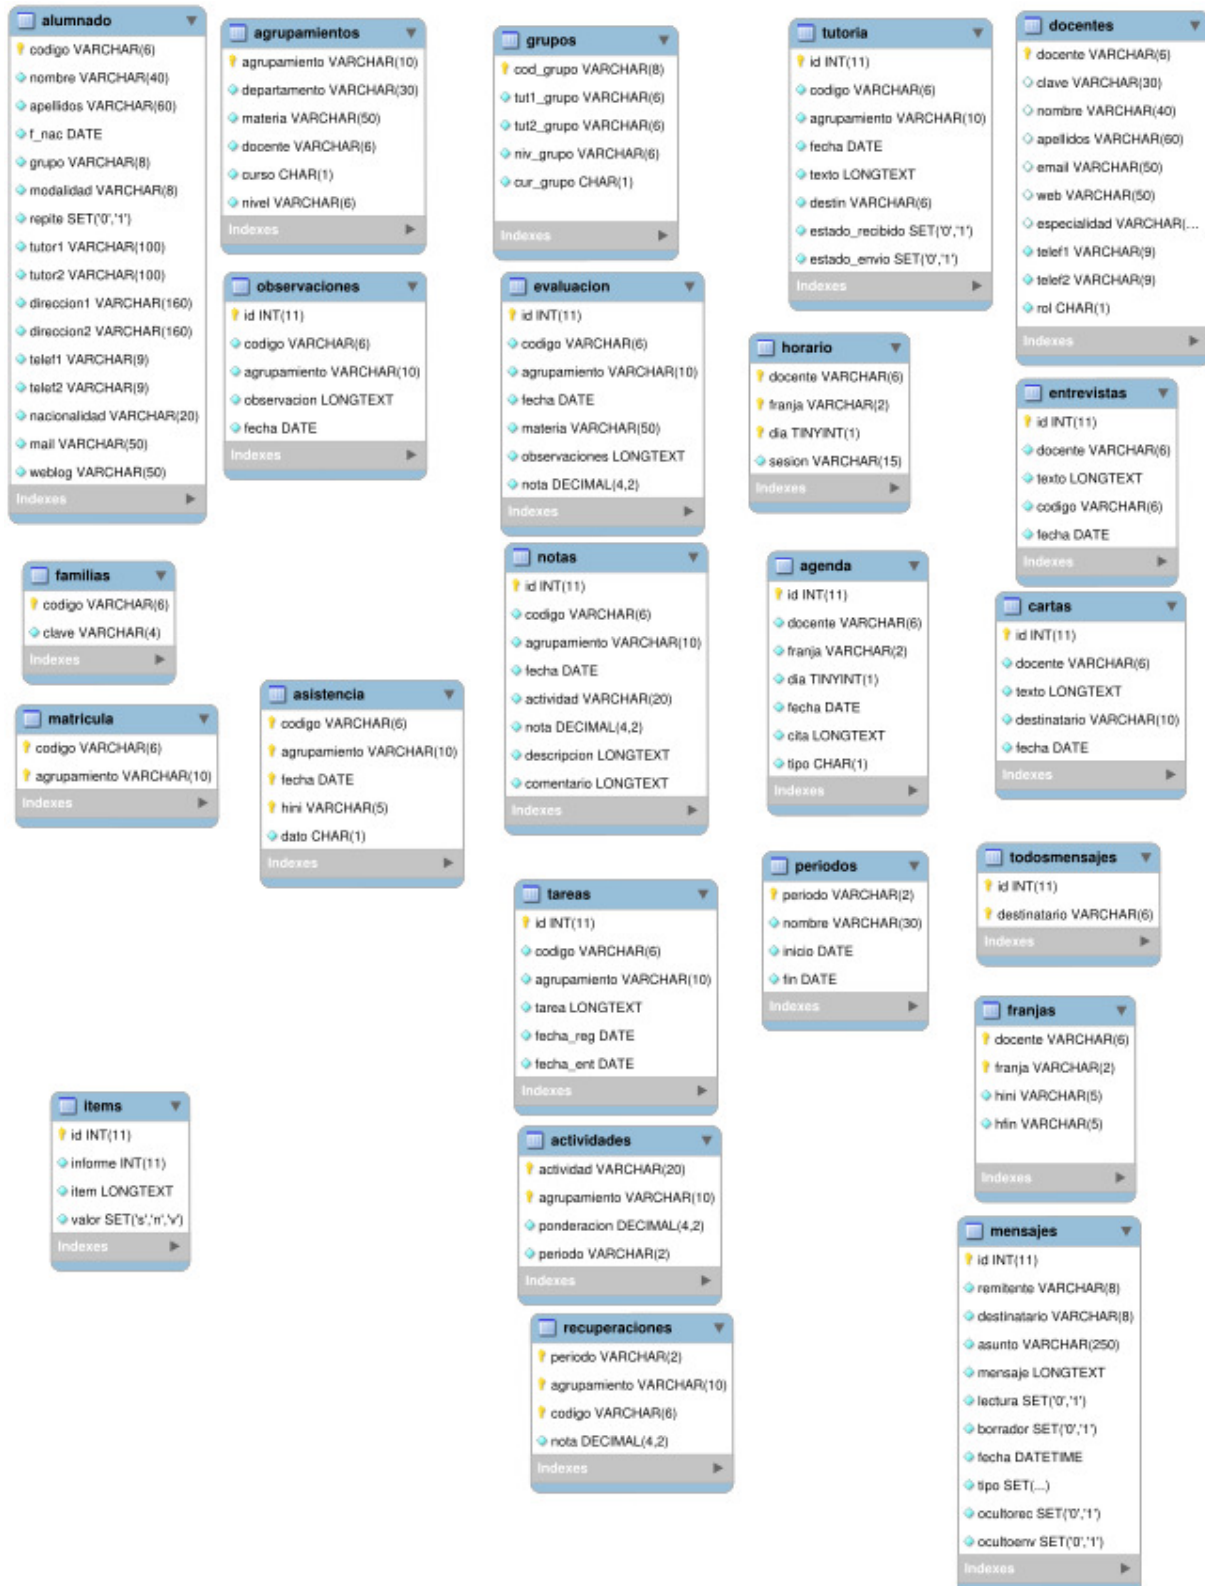 alumnado
codigo VARCHAR(6)
nombre VARCHAR(40)
apellidos VARCHAR(60)
f_nac DATE
grupo VARCHAR(8)
modalidad VARCHAR(8)
repite SET('0','1')
tutor1 VARCHAR(100)
tutor2 VARCHAR(100)
direccion1 VARCHAR(160)
direccion2 VARCHAR(160)
telef1 VARCHAR(9)
telef2 VARCHAR(9)
nacionalidad VARCHAR(20)
mail VARCHAR(50)
weblog VARCHAR(50)
Indexes
agrupamientos
agrupamiento VARCHAR(10)
departamento VARCHAR(30)
materia VARCHAR(50)
docente VARCHAR(6)
curso CHAR(1)
nivel VARCHAR(6)
Indexes
grupos
cod_grupo VARCHAR(8)
tut1_grupo VARCHAR(6)
tut2_grupo VARCHAR(6)
niv_grupo VARCHAR(6)
cur_grupo CHAR(1)
Indexes
tutoria
id INT(11)
codigo VARCHAR(6)
agrupamiento VARCHAR(10)
fecha DATE
texto LONGTEXT
destin VARCHAR(6)
estado_recibido SET('0','1')
estado_envio SET('0','1')
Indexes
docentes
docente VARCHAR(6)
clave VARCHAR(30)
nombre VARCHAR(40)
apellidos VARCHAR(60)
email VARCHAR(50)
web VARCHAR(50)
especialidad VARCHAR(...
telef1 VARCHAR(9)
telef2 VARCHAR(9)
rol CHAR(1)
Indexes
observaciones
id INT(11)
codigo VARCHAR(6)
agrupamiento VARCHAR(10)
observacion LONGTEXT
fecha DATE
Indexes
evaluacion
id INT(11)
codigo VARCHAR(6)
agrupamiento VARCHAR(10)
fecha DATE
materia VARCHAR(50)
observaciones LONGTEXT
nota DECIMAL(4,2)
Indexes
horario
docente VARCHAR(6)
franja VARCHAR(2)
dia TINYINT(1)
sesion VARCHAR(15)
Indexes
entrevistas
id INT(11)
docente VARCHAR(6)
texto LONGTEXT
codigo VARCHAR(6)
fecha DATE
Indexes
familias
codigo VARCHAR(6)
clave VARCHAR(4)
Indexes
notas
id INT(11)
codigo VARCHAR(6)
agrupamiento VARCHAR(10)
fecha DATE
actividad VARCHAR(20)
nota DECIMAL(4,2)
descripcion LONGTEXT
comentario LONGTEXT
Indexes
agenda
id INT(11)
docente VARCHAR(6)
franja VARCHAR(2)
dia TINYINT(1)
fecha DATE
cita LONGTEXT
tipo CHAR(1)
Indexes
cartas
id INT(11)
docente VARCHAR(6)
texto LONGTEXT
destinatario VARCHAR(10)
fecha DATE
Indexes
matricula
codigo VARCHAR(6)
agrupamiento VARCHAR(10)
Indexes
asistencia
codigo VARCHAR(6)
agrupamiento VARCHAR(10)
fecha DATE
hini VARCHAR(5)
dato CHAR(1)
Indexes
tareas
id INT(11)
codigo VARCHAR(6)
agrupamiento VARCHAR(10)
tarea LONGTEXT
fecha_reg DATE
fecha_ent DATE
Indexes
periodos
periodo VARCHAR(2)
nombre VARCHAR(30)
inicio DATE
fin DATE
Indexes
todosmensajes
id INT(11)
destinatario VARCHAR(6)
Indexes
franjas
docente VARCHAR(6)
franja VARCHAR(2)
hini VARCHAR(5)
hfin VARCHAR(5)
Indexes
items
id INT(11)
informe INT(11)
item LONGTEXT
valor SET('s','n','v')
Indexes
actividades
actividad VARCHAR(20)
agrupamiento VARCHAR(10)
ponderacion DECIMAL(4,2)
periodo VARCHAR(2)
Indexes
recuperaciones
periodo VARCHAR(2)
agrupamiento VARCHAR(10)
codigo VARCHAR(6)
nota DECIMAL(4,2)
Indexes
mensajes
id INT(11)
remitente VARCHAR(8)
destinatario VARCHAR(8)
asunto VARCHAR(250)
mensaje LONGTEXT
lectura SET('0','1')
borrador SET('0','1')
fecha DATETIME
tipo SET(...)
ocultorec SET('0','1')
ocultoenv SET('0','1')
Indexes